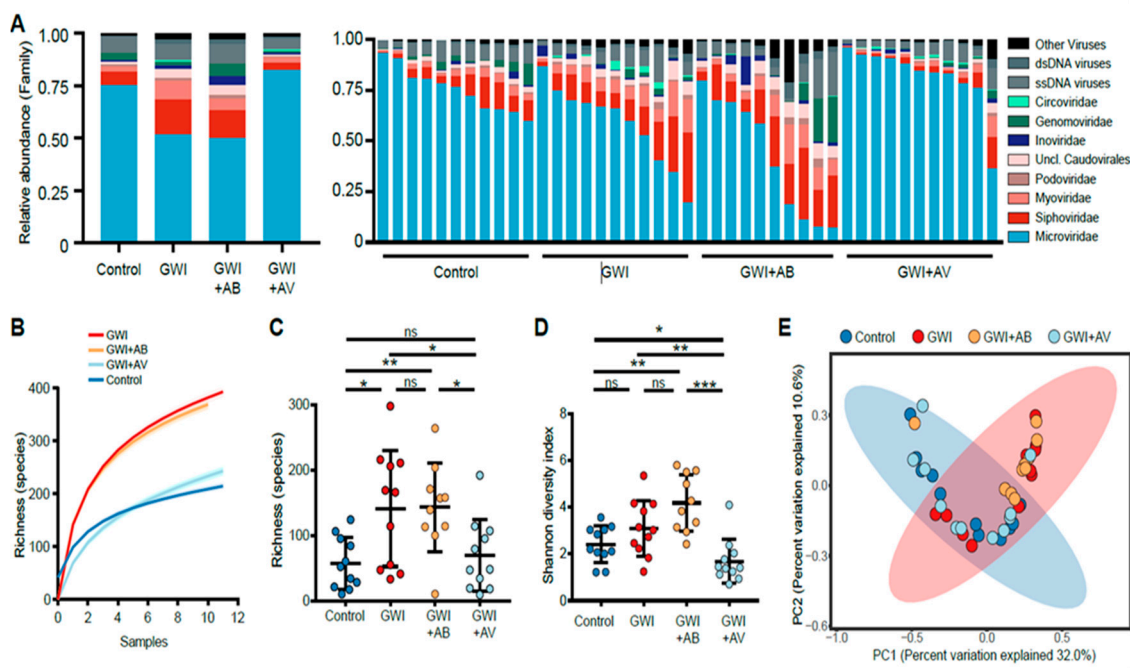 A
Relative abundance (Family)
1.00
0.75
0.50
0.25
0
Control
GWI
GWI
+AB
GWI
+AV
1.00
0.75
0.50
0.25
0
Control
GWI
GWI+AB
GWI+AV
Other Viruses
dsDNA viruses
ssDNA viruses
Circoviridae
Genomoviridae
Inoviridae
Uncl. Caudovirales
Podoviridae
Myoviridae
Siphoviridae
Microviridae
B
GWI
GWI+AB
GWI+AV
Control
Richness (species)
400
300
200
100
0
0 2 4 6 8 10 12
Samples
C
ns
*
**
* ns *
Richness (species)
300
200
100
0
Control
GWI
GWI
+AB
GWI
+AV
D
*
**
**
ns ns ***
Shannon diversity index
8
6
4
2
0
Control
GWI
GWI
+AB
GWI
+AV
E
Control GWI GWI+AB GWI+AV
PC2 (Percent variation explained 10.6%)
0.3
0.0
-0.3
-0.6
-1.0 -0.5 0.0 0.5
PC1 (Percent variation explained 32.0%)